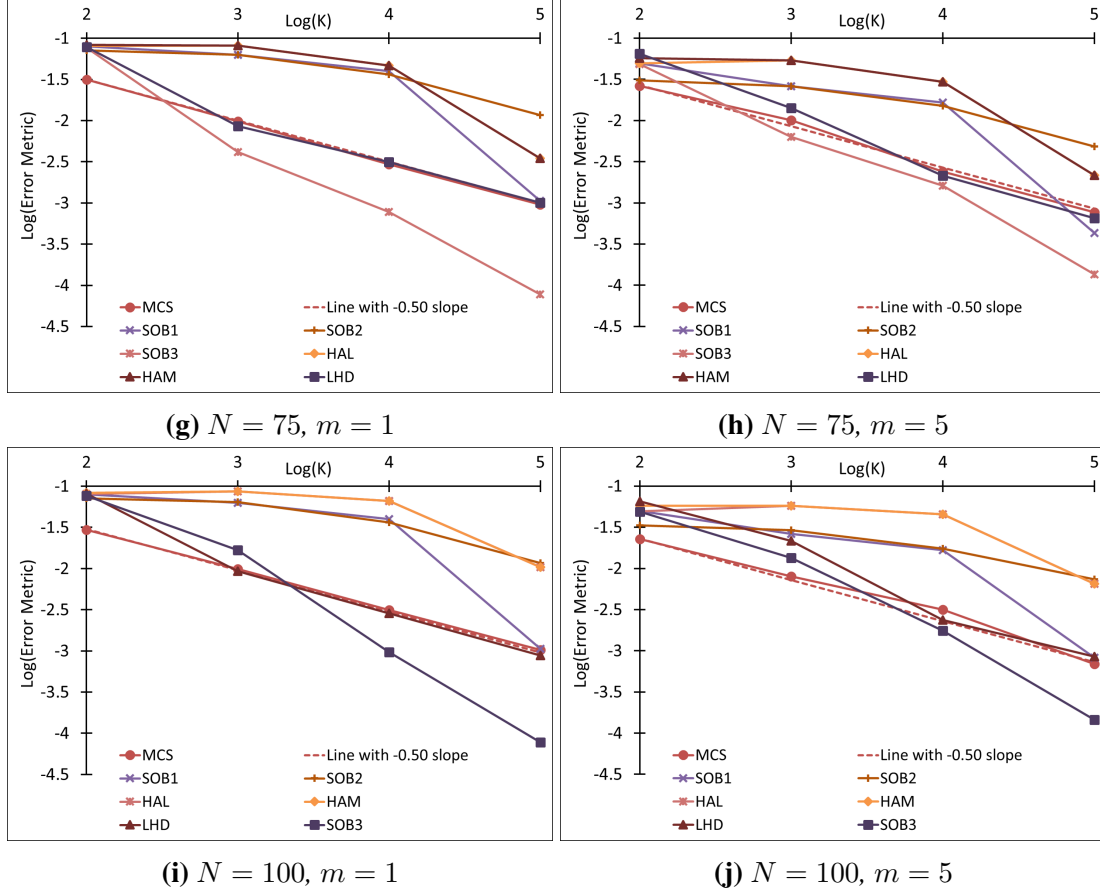 2 3 4 5
Log(K)
-1
-1.5
-2
-2.5
-3
-3.5
-4
-4.5
Log(Error Metric)
MCS Line with -0.50 slope
SOB1 SOB2
SOB3 HAL
HAM LHD
(g) N = 75, m = 1
2 3 4 5
Log(K)
-1
-1.5
-2
-2.5
-3
-3.5
-4
-4.5
Log(Error Metric)
MCS Line with -0.50 slope
SOB1 SOB2
SOB3 HAL
HAM LHD
(h) N = 75, m = 5
2 3 4 5
Log(K)
-1
-1.5
-2
-2.5
-3
-3.5
-4
-4.5
Log(Error Metric)
MCS Line with -0.50 slope
SOB1 SOB2
HAL HAM
LHD SOB3
(i) N = 100, m = 1
2 3 4 5
Log(K)
-1
-1.5
-2
-2.5
-3
-3.5
-4
-4.5
Log(Error Metric)
MCS Line with -0.50 slope
SOB1 SOB2
HAL HAM
LHD SOB3
(j) N = 100, m = 5